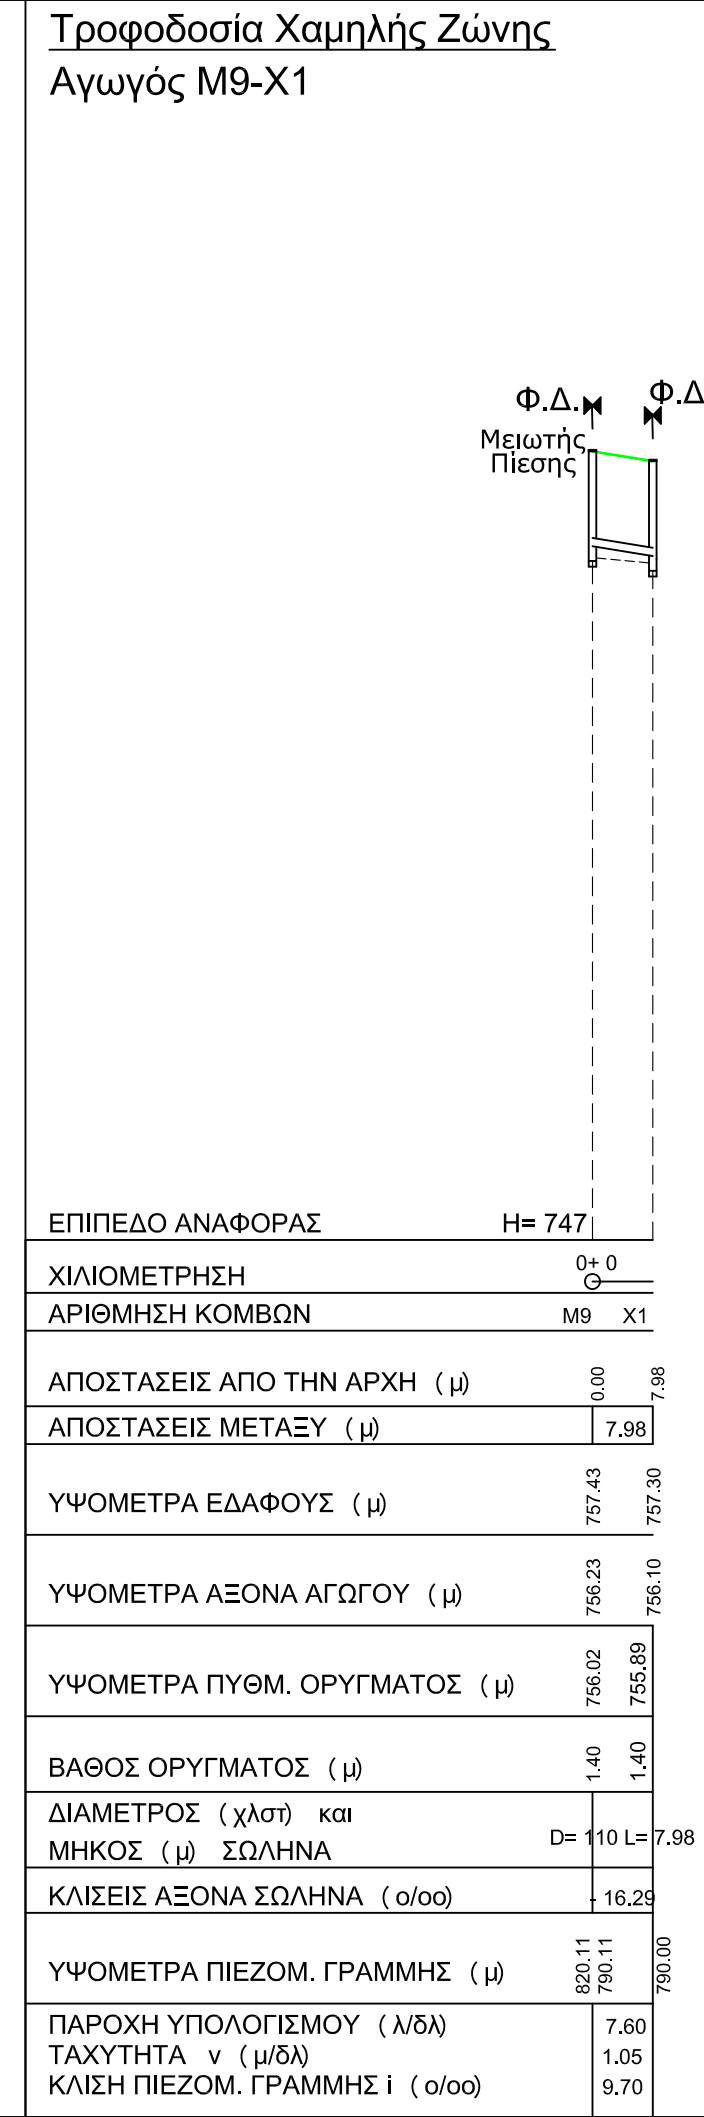 Τροφοδοσία Χαμηλής Ζώνης
Αγωγός Μ9-Χ1
Φ.Δ. Φ.Δ
Μειωτής
Πίεσης
ΕΠΙΠΕΔΟ ΑΝΑΦΟΡΑΣ Η= 747
0+ 0
ΧΙΛΙΟΜΕΤΡΗΣΗ
ΑΡΙΘΜΗΣΗ ΚΟΜΒΩΝ Μ9 Χ1
ΑΠΟΣΤΑΣΕΙΣ ΑΠΟ ΤΗΝ ΑΡΧΗ (μ) 0.00 7.98
ΑΠΟΣΤΑΣΕΙΣ ΜΕΤΑΞΥ (μ) 7.98
ΥΨΟΜΕΤΡΑ ΕΔΑΦΟΥΣ (μ) 757.43 757.30
ΥΨΟΜΕΤΡΑ ΑΞΟΝΑ ΑΓΩΓΟΥ (μ) 756.23 756.10
ΥΨΟΜΕΤΡΑ ΠΥΘΜ. ΟΡΥΓΜΑΤΟΣ (μ) 756.02 755.89
ΒΑΘΟΣ ΟΡΥΓΜΑΤΟΣ (μ) 1.40 1.40
ΔΙΑΜΕΤΡΟΣ (χλστ) και
ΜΗΚΟΣ (μ) ΣΩΛΗΝΑ D= 110 L= 7.98
ΚΛΙΣΕΙΣ ΑΞΟΝΑ ΣΩΛΗΝΑ (ο/οο) - 16.29
ΥΨΟΜΕΤΡΑ ΠΙΕΖΟΜ. ΓΡΑΜΜΗΣ (μ) 820.11 790.11 790.00
ΠΑΡΟΧΗ ΥΠΟΛΟΓΙΣΜΟΥ (λ/δλ) 7.60
ΤΑΧΥΤΗΤΑ v (μ/δλ) 1.05
ΚΛΙΣΗ ΠΙΕΖΟΜ. ΓΡΑΜΜΗΣ i (ο/οο) 9.70